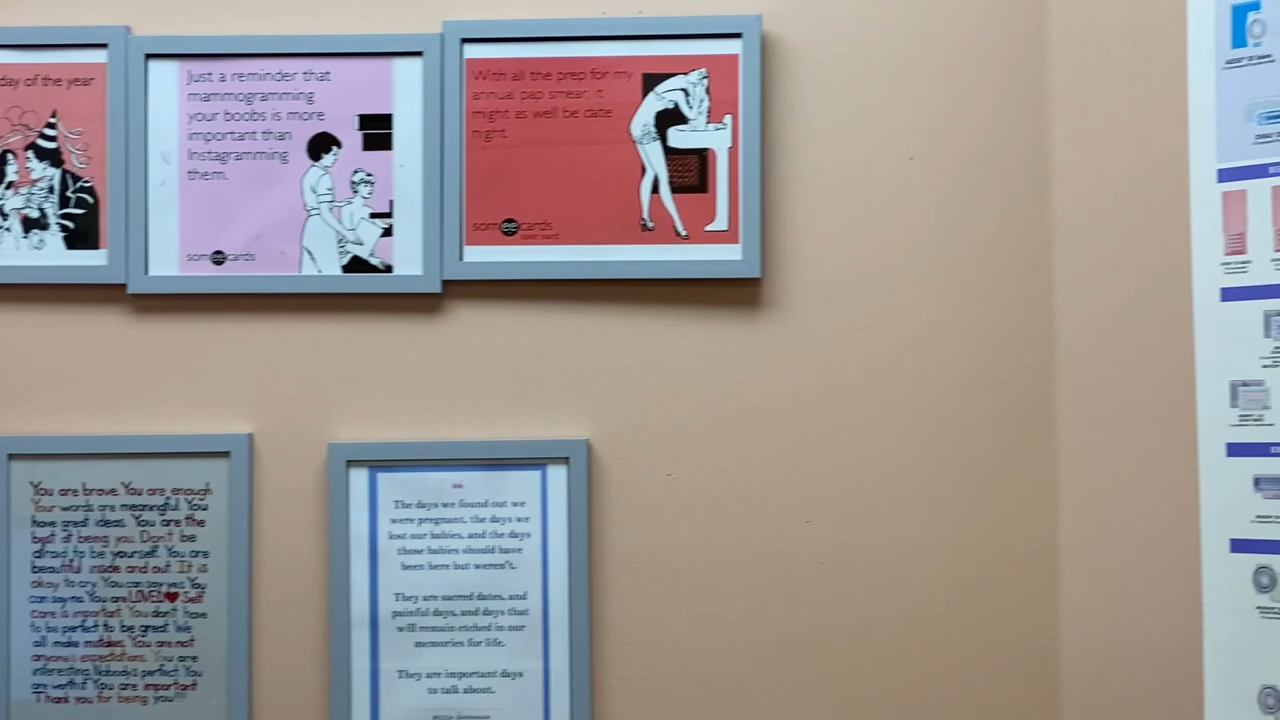 day of the year
Just a reminder that
mammogramming
your boobs is more
important than
Instagramming
them.
someecards
With all the prep for my
annual pap smear, it
might as well be date
night.
someecards
user card
You are brave. You are enough
Your words are meaningful. You
have great ideas. You are the
best at being you. Don't be
afraid to be yourself. You are
beautiful inside and out. It is
okay to cry. You can say yes. You
can say no. You are LOVED Self
care is important. You don't have
to be perfect to be great. We
all make mistakes. You are not
anyone's expectations. You are
interesting. Nobody's perfect. You
are worth it. You are important
Thank you for being you!!!
The days we found out we
were pregnant, the days we
lost our babies, and the days
those babies should have
been here but weren't.
They are sacred dates, and
painful days, and days that
will remain etched in our
memories for life.
They are important days
to talk about.